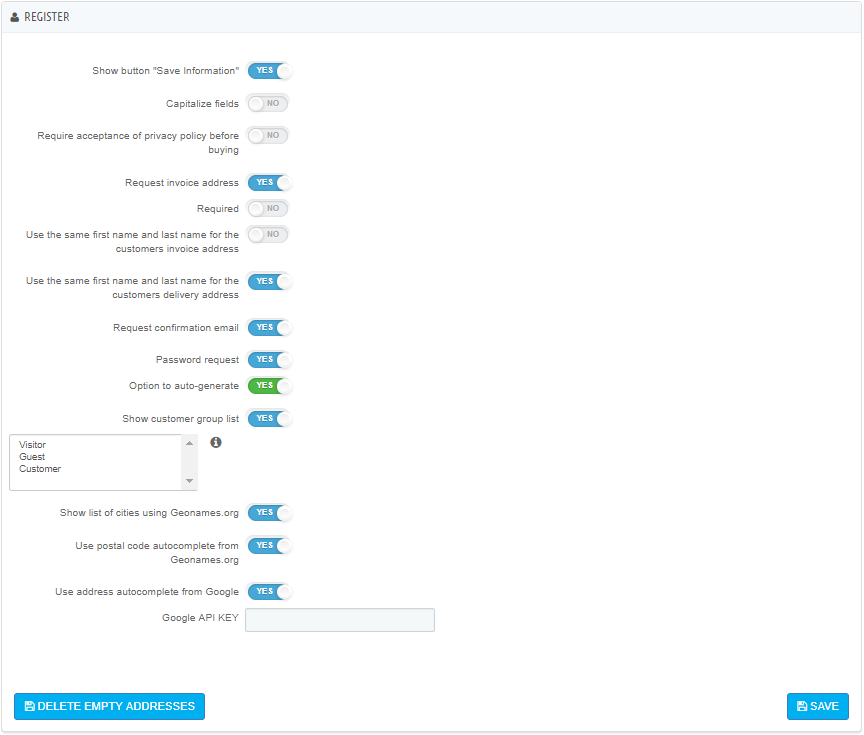 REGISTER
Show button "Save Information" YES
Capitalize fields NO
Require acceptance of privacy policy before NO
buying
Request invoice address YES
Required NO
Use the same first name and last name for the NO
customers invoice address
Use the same first name and last name for the YES
customers delivery address
Request confirmation email YES
Password request YES
Option to auto-generate YES
Show customer group list YES
Visitor
Guest
Customer
Show list of cities using Geonames.org YES
Use postal code autocomplete from YES
Geonames.org
Use address autocomplete from Google YES
Google API KEY
DELETE EMPTY ADDRESSES SAVE